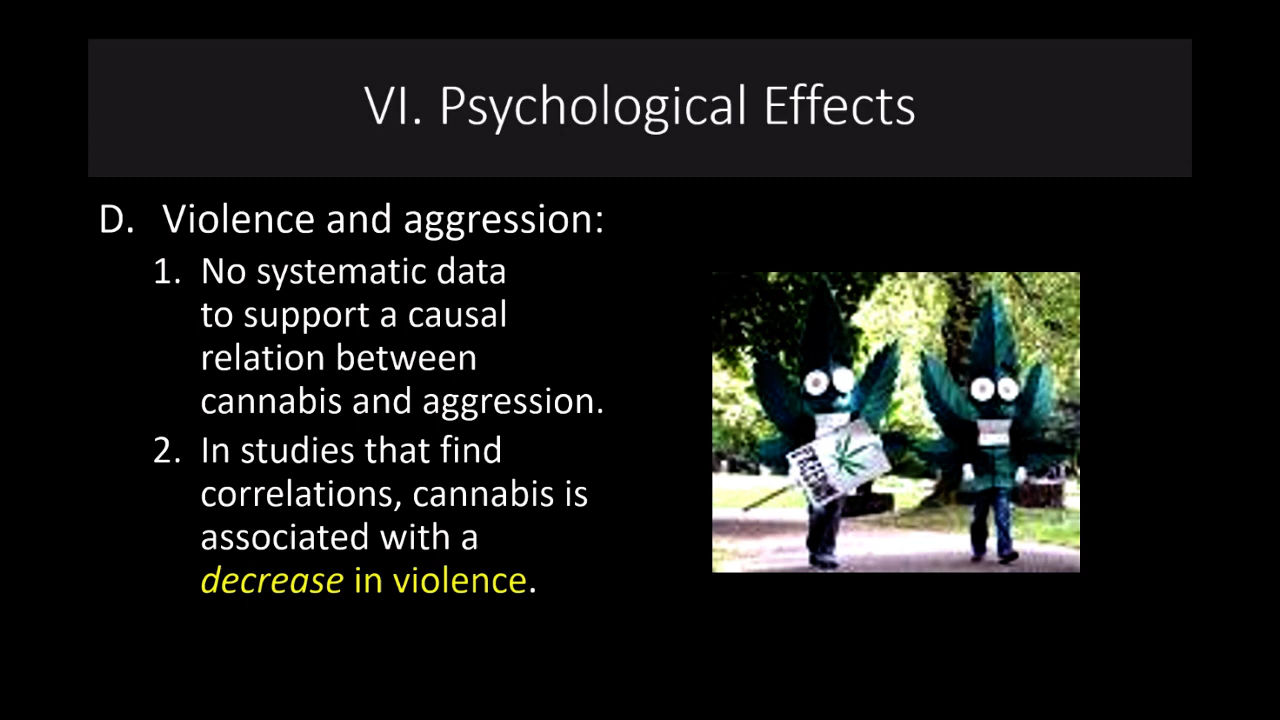 VI. Psychological Effects
D. Violence and aggression:
1. No systematic data
to support a causal
relation between
cannabis and aggression.
2. In studies that find
correlations, cannabis is
associated with a
decrease in violence.
FREEDOM